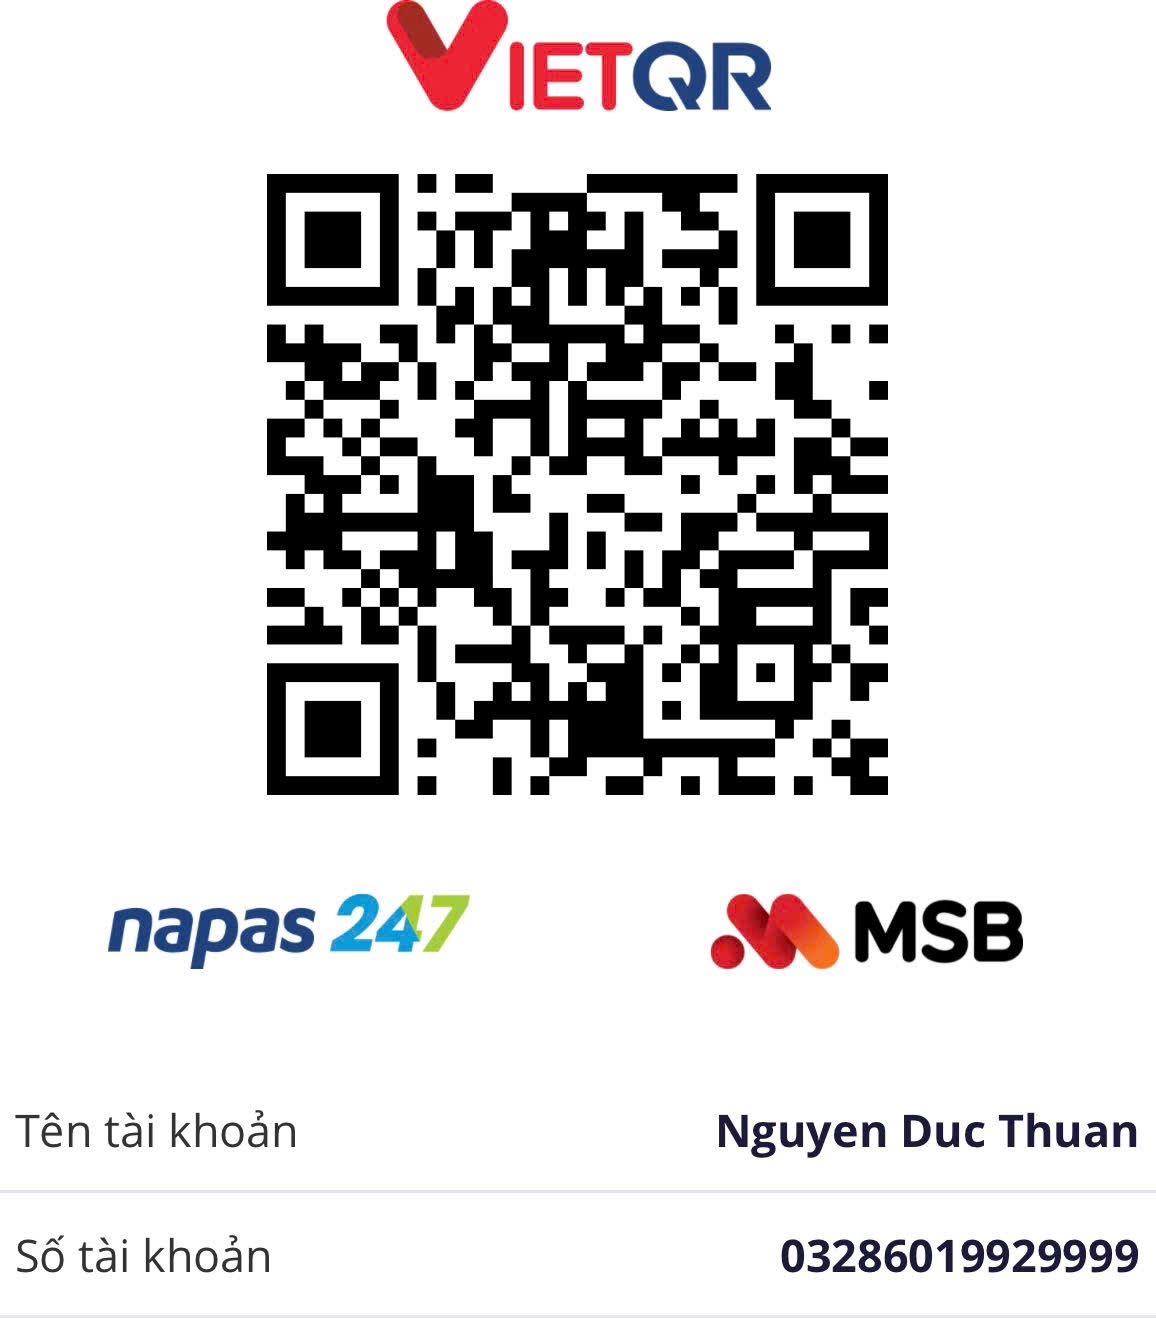 VIETQR
napas 247
MSB
Tên tài khoản Nguyen Duc Thuan
Số tài khoản 03286019929999